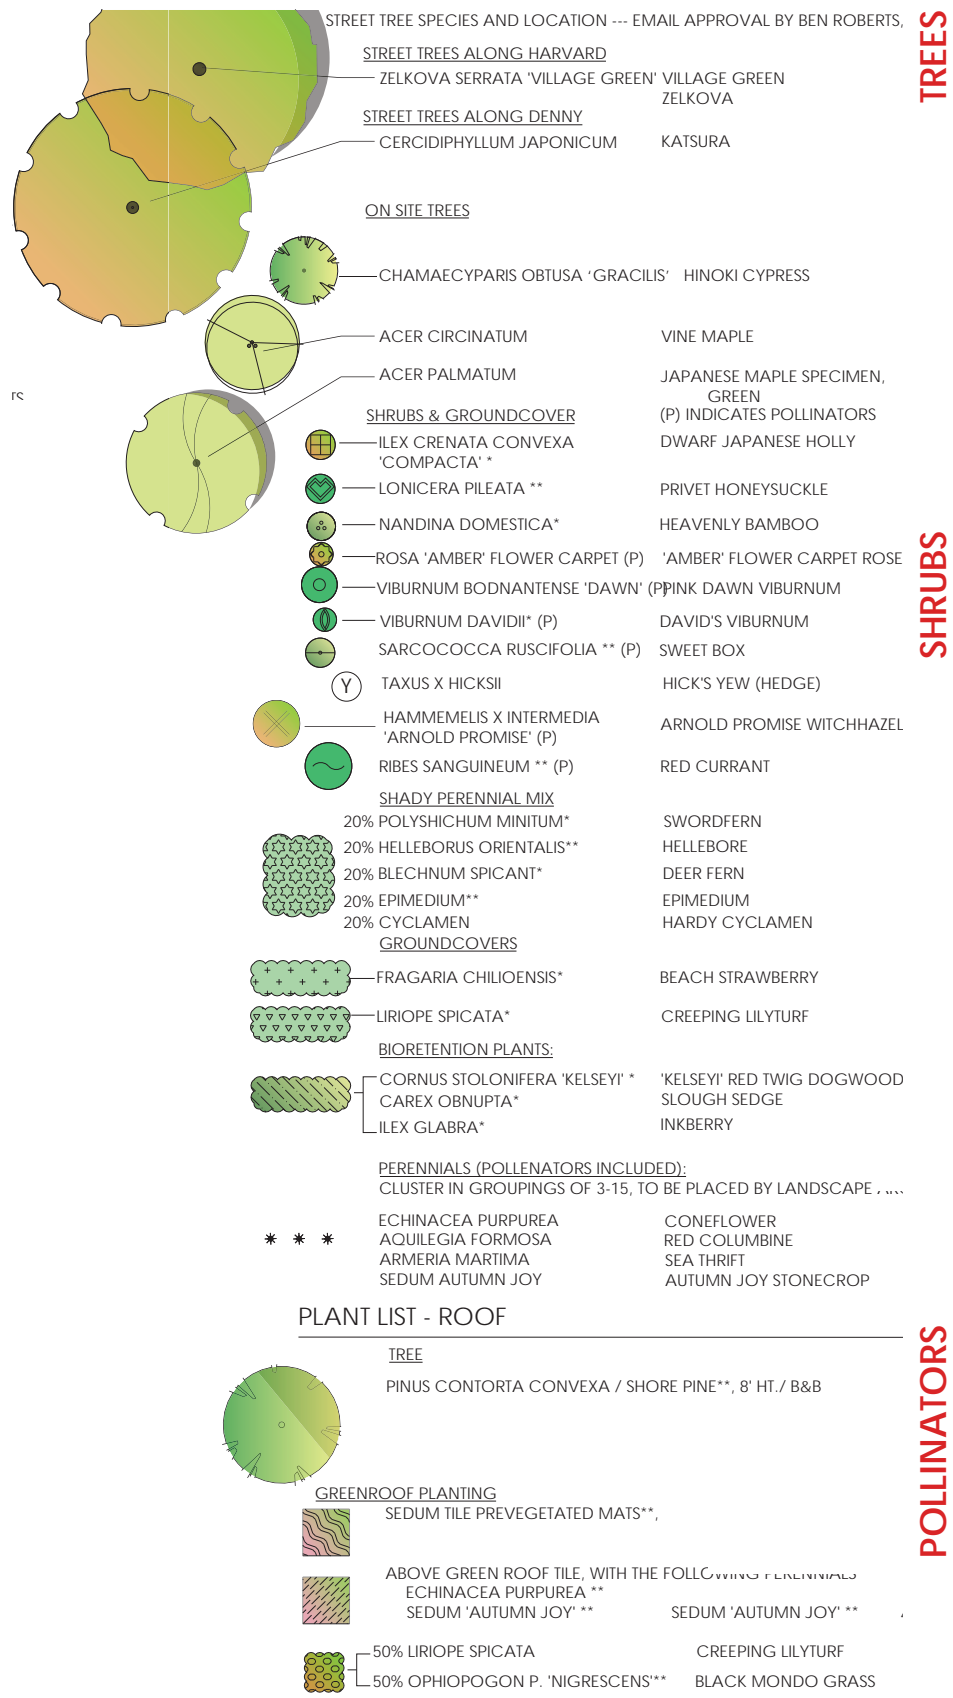 STREET TREE SPECIES AND LOCATION --- EMAIL APPROVAL BY BEN ROBERTS,
TREES
STREET TREES ALONG HARVARD
ZELKOVA SERRATA 'VILLAGE GREEN' VILLAGE GREEN
ZELKOVA
STREET TREES ALONG DENNY
CERCIDIPHYLLUM JAPONICUM KATSURA
ON SITE TREES
CHAMAECYPARIS OBTUSA 'GRACILIS' HINOKI CYPRESS
ACER CIRCINATUM VINE MAPLE
ACER PALMATUM JAPANESE MAPLE SPECIMEN,
GREEN
SHRUBS & GROUNDCOVER (P) INDICATES POLLINATORS
ILEX CRENATA CONVEXA DWARF JAPANESE HOLLY
'COMPACTA' *
LONICERA PILEATA ** PRIVET HONEYSUCKLE
NANDINA DOMESTICA* HEAVENLY BAMBOO
ROSA 'AMBER' FLOWER CARPET (P) 'AMBER' FLOWER CARPET ROSE
SHRUBS
VIBURNUM BODNANTENSE 'DAWN' (P) PINK DAWN VIBURNUM
VIBURNUM DAVIDII* (P) DAVID'S VIBURNUM
SARCOCOCCA RUSCIFOLIA ** (P) SWEET BOX
Y TAXUS X HICKSII HICK'S YEW (HEDGE)
HAMMEMELIS X INTERMEDIA ARNOLD PROMISE WITCHHAZEL
'ARNOLD PROMISE' (P)
RIBES SANGUINEUM ** (P) RED CURRANT
SHADY PERENNIAL MIX
20% POLYSHICHUM MINITUM* SWORDFERN
20% HELLEBORUS ORIENTALIS** HELLEBORE
20% BLECHNUM SPICANT* DEER FERN
20% EPIMEDIUM** EPIMEDIUM
20% CYCLAMEN HARDY CYCLAMEN
GROUNDCOVERS
FRAGARIA CHILIOENSIS* BEACH STRAWBERRY
LIRIOPE SPICATA* CREEPING LILYTURF
BIORETENTION PLANTS:
CORNUS STOLONIFERA 'KELSEYI' * 'KELSEYI' RED TWIG DOGWOOD
CAREX OBNUPTA* SLOUGH SEDGE
ILEX GLABRA* INKBERRY
PERENNIALS (POLLENATORS INCLUDED):
CLUSTER IN GROUPINGS OF 3-15, TO BE PLACED BY LANDSCAPE
ECHINACEA PURPUREA CONEFLOWER
AQUILEGIA FORMOSA RED COLUMBINE
ARMERIA MARTIMA SEA THRIFT
SEDUM AUTUMN JOY AUTUMN JOY STONECROP
PLANT LIST - ROOF
POLLINATORS
TREE
PINUS CONTORTA CONVEXA / SHORE PINE**, 8' HT./ B&B
GREENROOF PLANTING
SEDUM TILE PREVEGETATED MATS**,
ABOVE GREEN ROOF TILE, WITH THE FOLLOWING PERENNIALS
ECHINACEA PURPUREA **
SEDUM 'AUTUMN JOY' ** SEDUM 'AUTUMN JOY' **
50% LIRIOPE SPICATA CREEPING LILYTURF
50% OPHIOPOGON P. 'NIGRESCENS'** BLACK MONDO GRASS